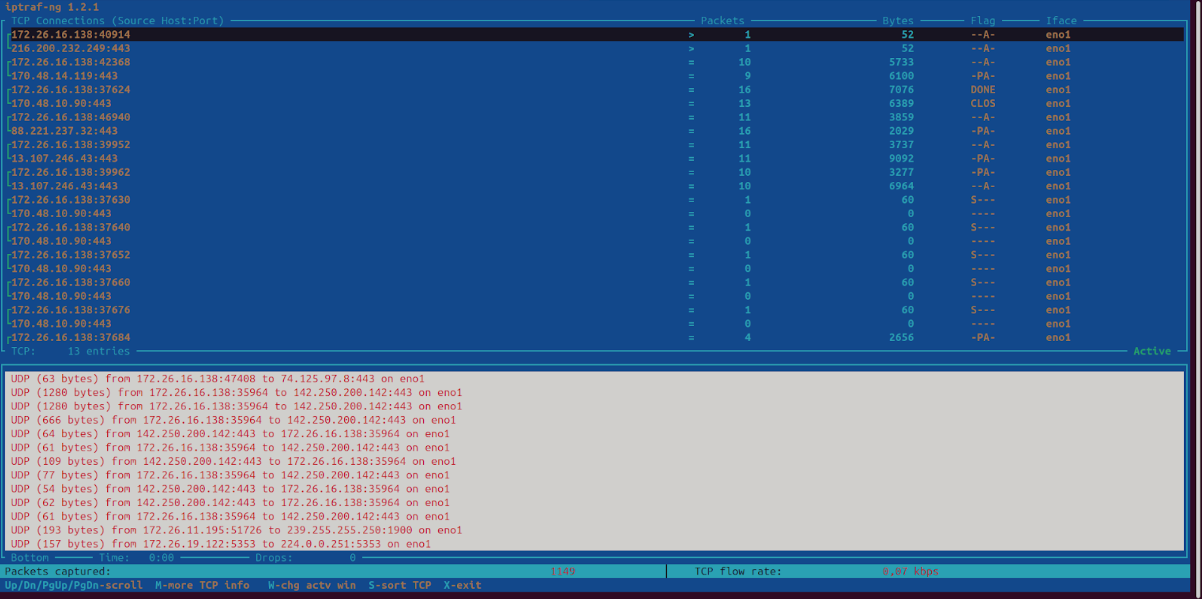 iptraf-ng 1.2.1
TCP Connections (Source Host:Port) Packets Bytes Flag Iface
172.26.16.138:40914 > 1 52 --A- eno1
216.200.232.249:443 > 1 52 --A- eno1
172.26.16.138:42368 = 10 5733 --A- eno1
170.48.14.119:443 = 9 6100 -PA- eno1
172.26.16.138:37624 = 16 7076 DONE eno1
170.48.10.90:443 = 13 6389 CLOS eno1
172.26.16.138:46940 = 11 3859 --A- eno1
88.221.237.32:443 = 16 2029 -PA- eno1
172.26.16.138:39952 = 11 3737 --A- eno1
13.107.246.43:443 = 11 9092 -PA- eno1
172.26.16.138:39962 = 10 3277 -PA- eno1
13.107.246.43:443 = 10 6964 --A- eno1
172.26.16.138:37630 = 1 60 S--- eno1
170.48.10.90:443 = 0 0 ---- eno1
172.26.16.138:37640 = 1 60 S--- eno1
170.48.10.90:443 = 0 0 ---- eno1
172.26.16.138:37652 = 1 60 S--- eno1
170.48.10.90:443 = 0 0 ---- eno1
172.26.16.138:37660 = 1 60 S--- eno1
170.48.10.90:443 = 0 0 ---- eno1
172.26.16.138:37676 = 1 60 S--- eno1
170.48.10.90:443 = 0 0 ---- eno1
172.26.16.138:37684 = 4 2656 -PA- eno1
TCP: 13 entries Active
UDP (63 bytes) from 172.26.16.138:47408 to 74.125.97.8:443 on eno1
UDP (1280 bytes) from 172.26.16.138:35964 to 142.250.200.142:443 on eno1
UDP (1280 bytes) from 172.26.16.138:35964 to 142.250.200.142:443 on eno1
UDP (666 bytes) from 172.26.16.138:35964 to 142.250.200.142:443 on eno1
UDP (64 bytes) from 142.250.200.142:443 to 172.26.16.138:35964 on eno1
UDP (61 bytes) from 172.26.16.138:35964 to 142.250.200.142:443 on eno1
UDP (109 bytes) from 142.250.200.142:443 to 172.26.16.138:35964 on eno1
UDP (77 bytes) from 172.26.16.138:35964 to 142.250.200.142:443 on eno1
UDP (54 bytes) from 142.250.200.142:443 to 172.26.16.138:35964 on eno1
UDP (62 bytes) from 142.250.200.142:443 to 172.26.16.138:35964 on eno1
UDP (61 bytes) from 172.26.16.138:35964 to 142.250.200.142:443 on eno1
UDP (193 bytes) from 172.26.11.195:51726 to 239.255.255.250:1900 on eno1
UDP (157 bytes) from 172.26.19.122:5353 to 224.0.0.251:5353 on eno1
Bottom Time: 0:00 Drops: 0
Packets captured: 1149 TCP flow rate: 0,07 kbps
Up/Dn/PgUp/PgDn-scroll M-more TCP info W-chg actv win S-sort TCP X-exit